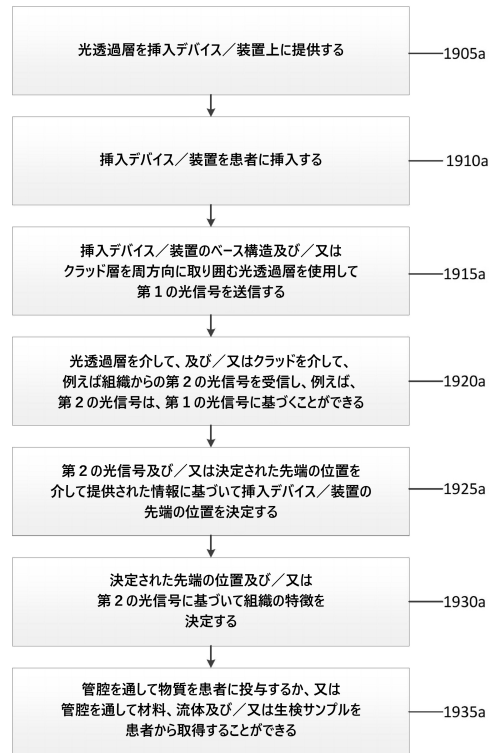 光透過層を挿入デバイス／装置上に提供する
1905a
挿入デバイス／装置を患者に挿入する
1910a
挿入デバイス／装置のベース構造及び／又は
クラッド層を周方向に取り囲む光透過層を使用して
第１の光信号を送信する
1915a
光透過層を介して、及び／又はクラッドを介して、
例えば組織からの第２の光信号を受信し、例えば、
第２の光信号は、第１の光信号に基づくことができる
1920a
第２の光信号及び／又は決定された先端の位置を
介して提供された情報に基づいて挿入デバイス／装置の
先端の位置を決定する
1925a
決定された先端の位置及び／又は
第２の光信号に基づいて組織の特徴を
決定する
1930a
管腔を通して物質を患者に投与するか、又は
管腔を通して材料、流体及び／又は生検サンプルを
患者から取得することができる
1935a